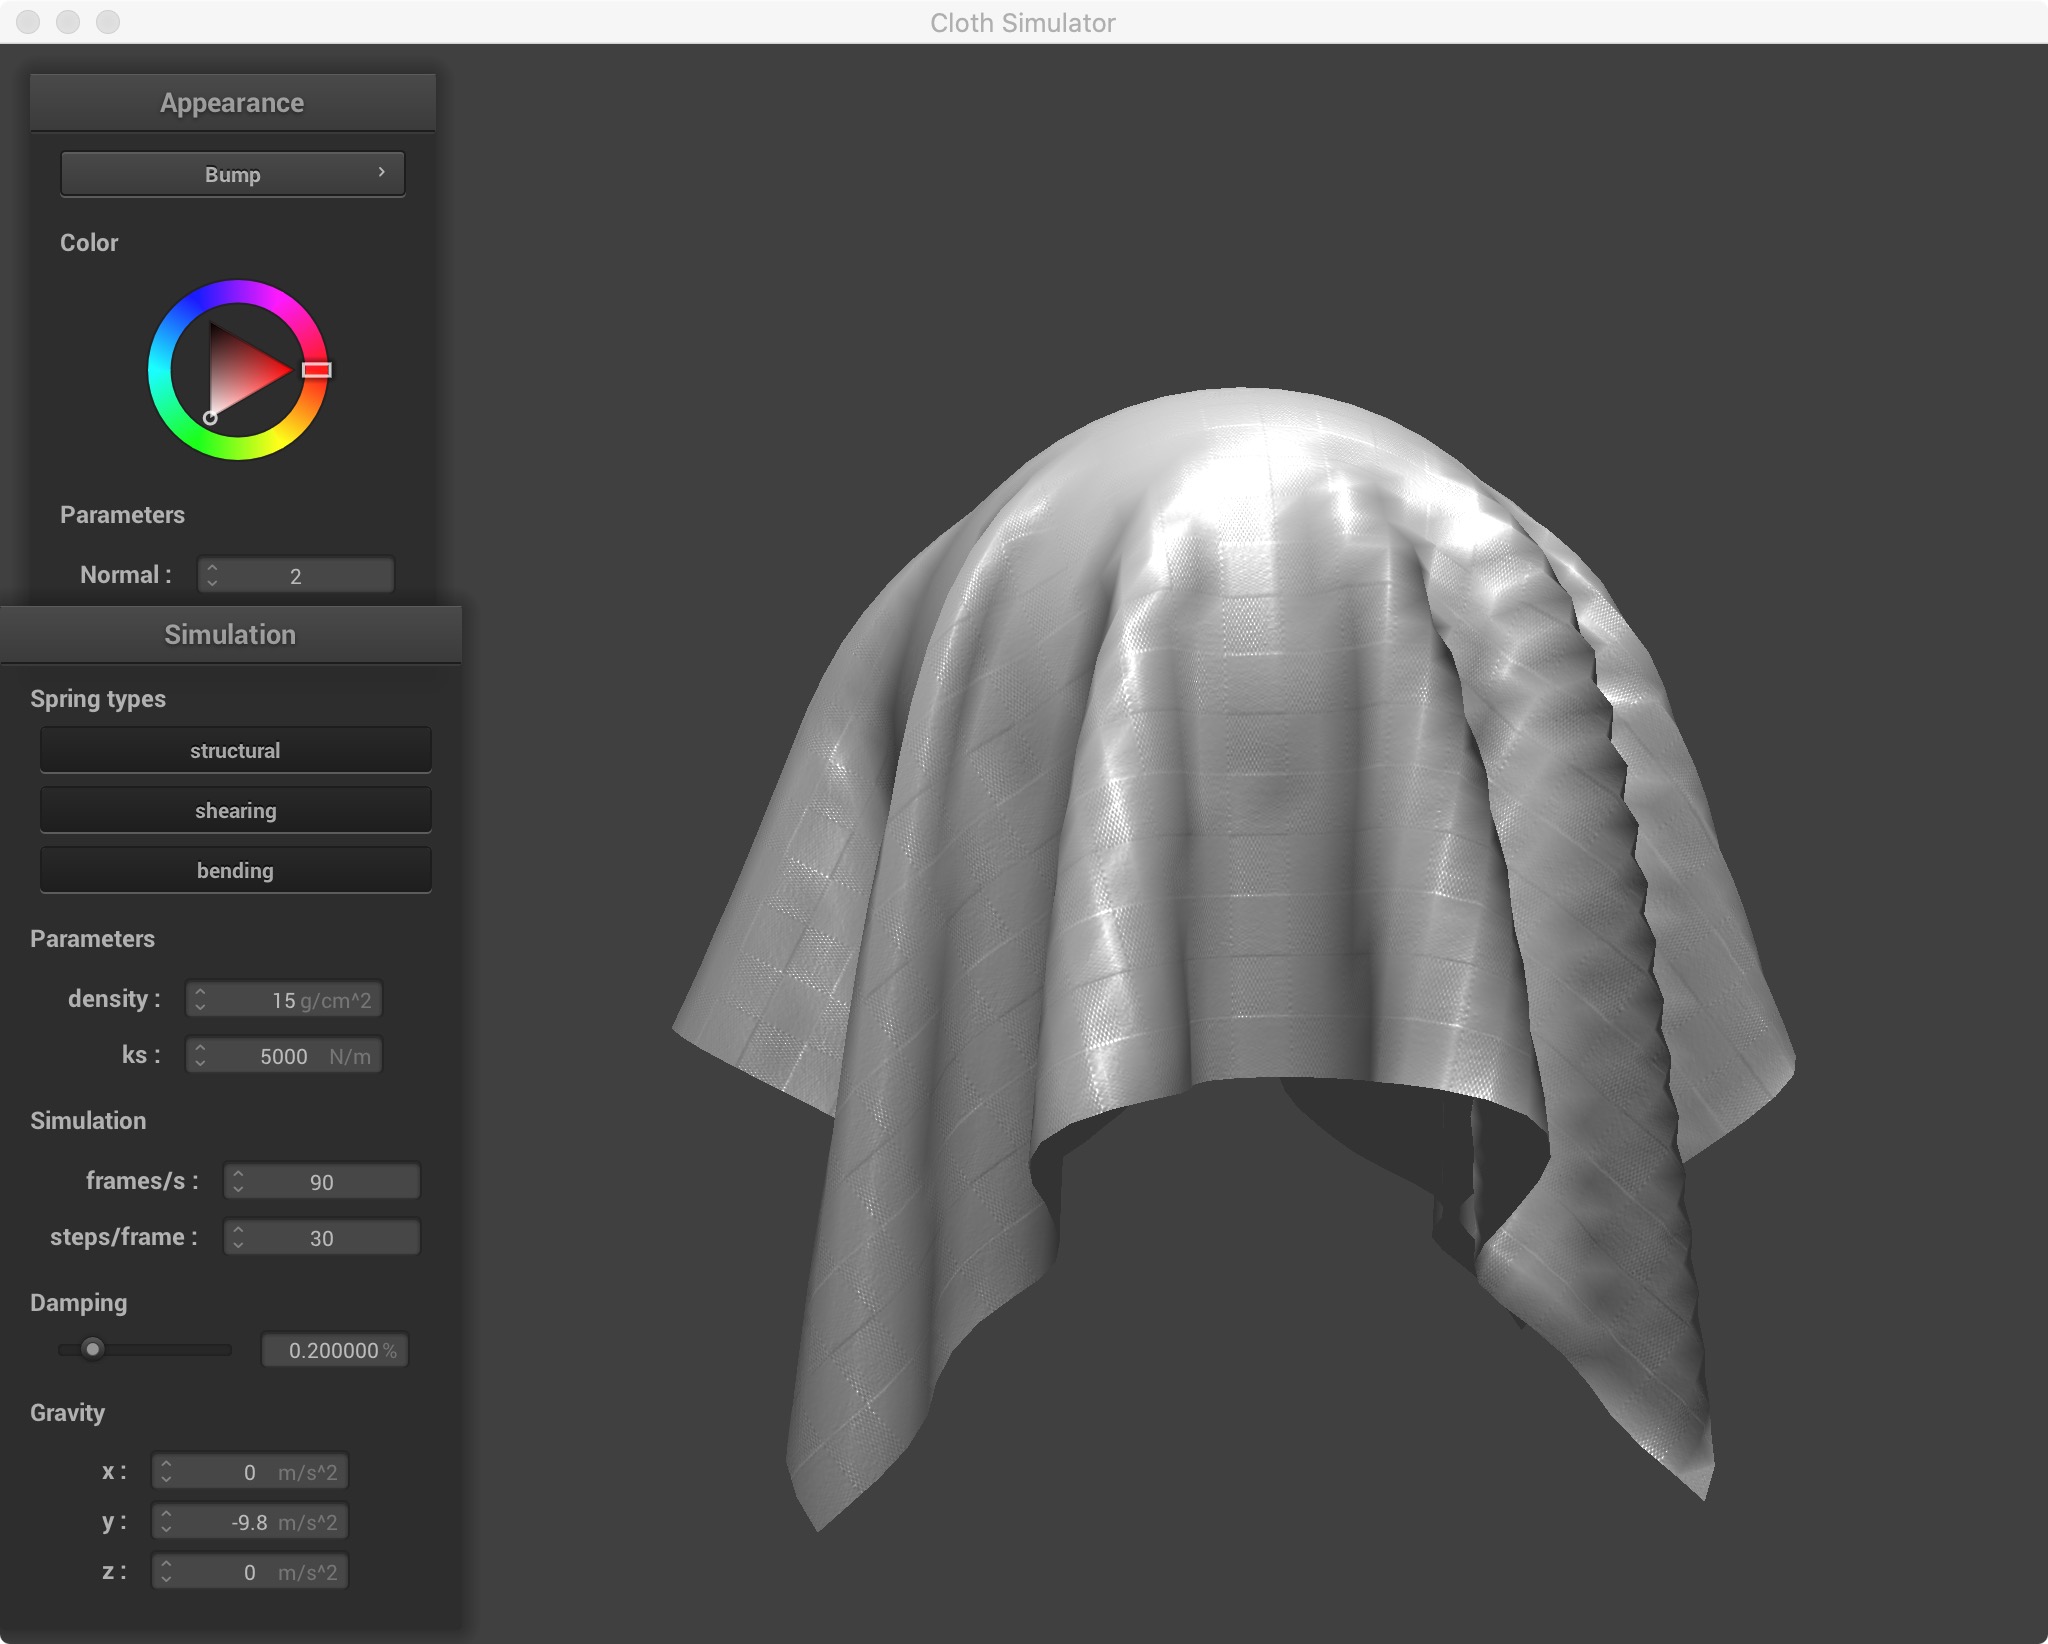 Cloth Simulator
Appearance
Bump
Color
Parameters
Normal : 2
Simulation
Spring types
structural
shearing
bending
Parameters
density : 15 g/cm^2
ks : 5000 N/m
Simulation
frames/s : 90
steps/frame : 30
Damping
0.200000 %
Gravity
x : 0 m/s^2
y : -9.8 m/s^2
z : 0 m/s^2